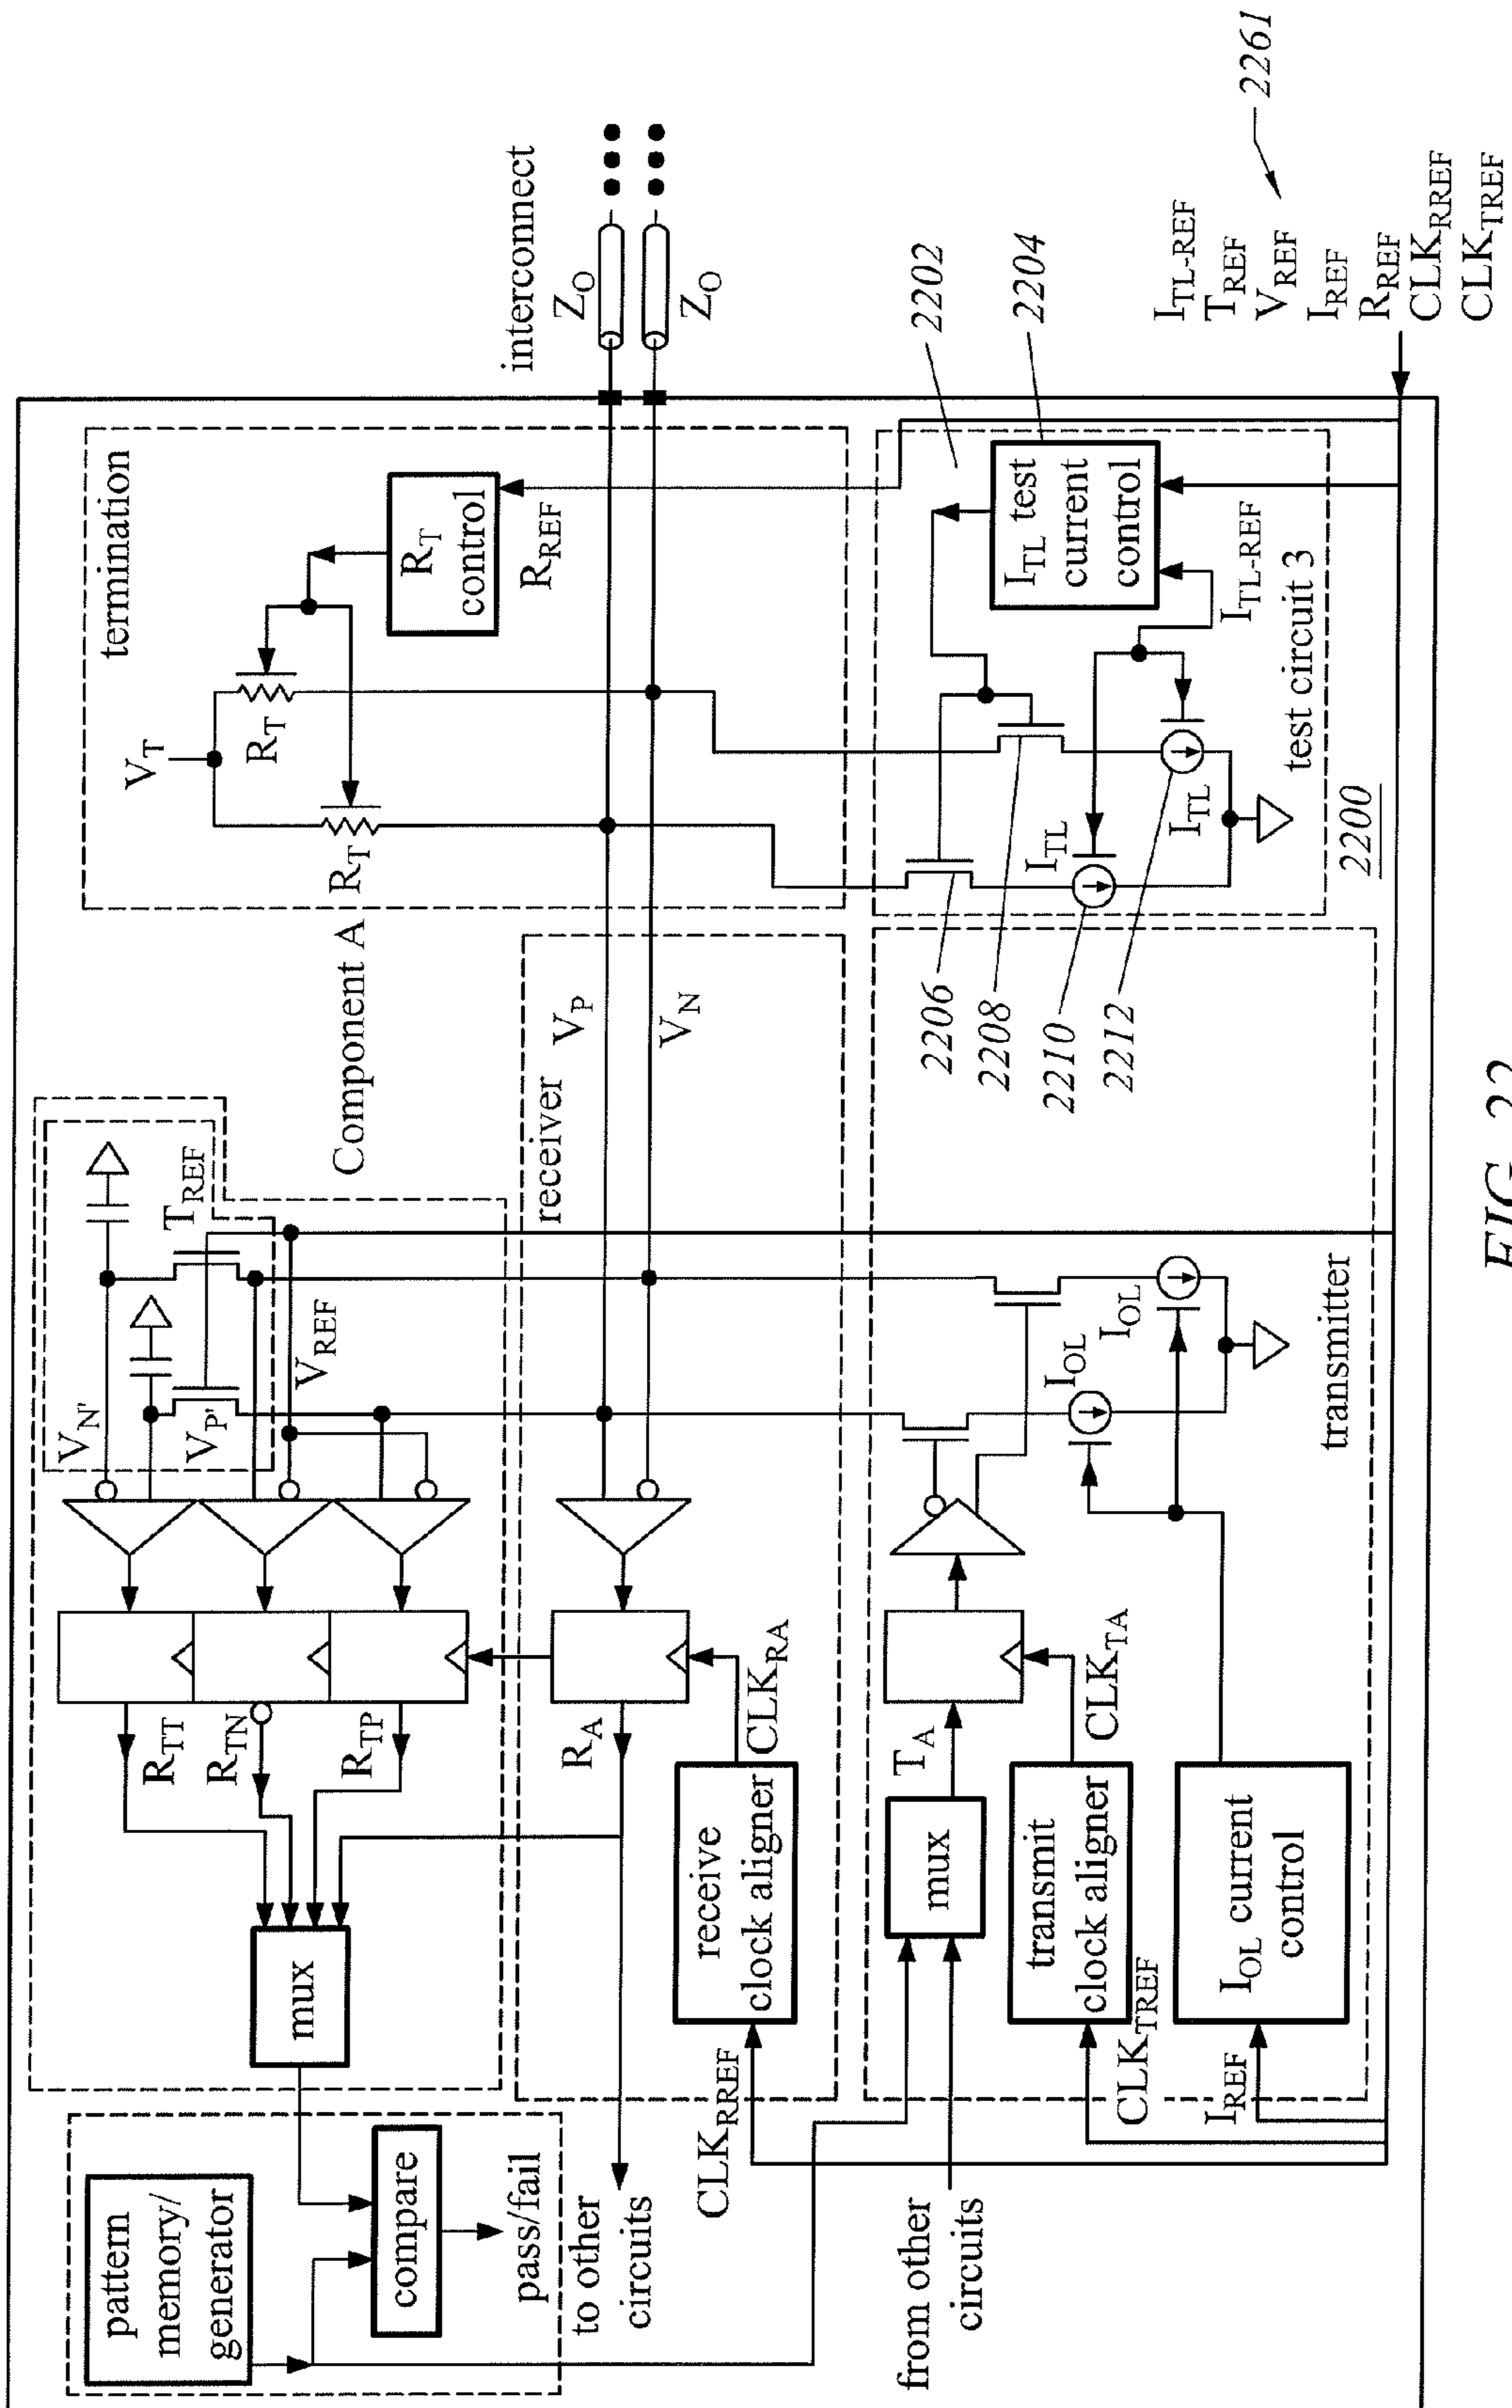 pattern
memory/
generator
compare
pass/fail
mux
R_TT
R_TN
R_TP
V_N'
V_P'
T_REF
V_REF
Component A
termination
V_T
R_T
R_T
R_T
control
R_REF
interconnect
Z_O
Z_O
to other
circuits
R_A
receiver
V_P
V_N
CLK_RREF
receive
clock aligner
CLK_RA
from other
circuits
mux
T_A
transmit
clock aligner
CLK_TA
CLK_TREF
I_OL current
control
I_REF
I_OL
I_OL
transmitter
2202
2204
I_TL test
current
control
I_TL-REF
I_TL
I_TL
2206
2208
2210
2212
test circuit 3
2200
I_TL-REF
T_REF
V_REF
I_REF
R_REF
CLK_RREF
CLK_TREF
2261
FIG. 22